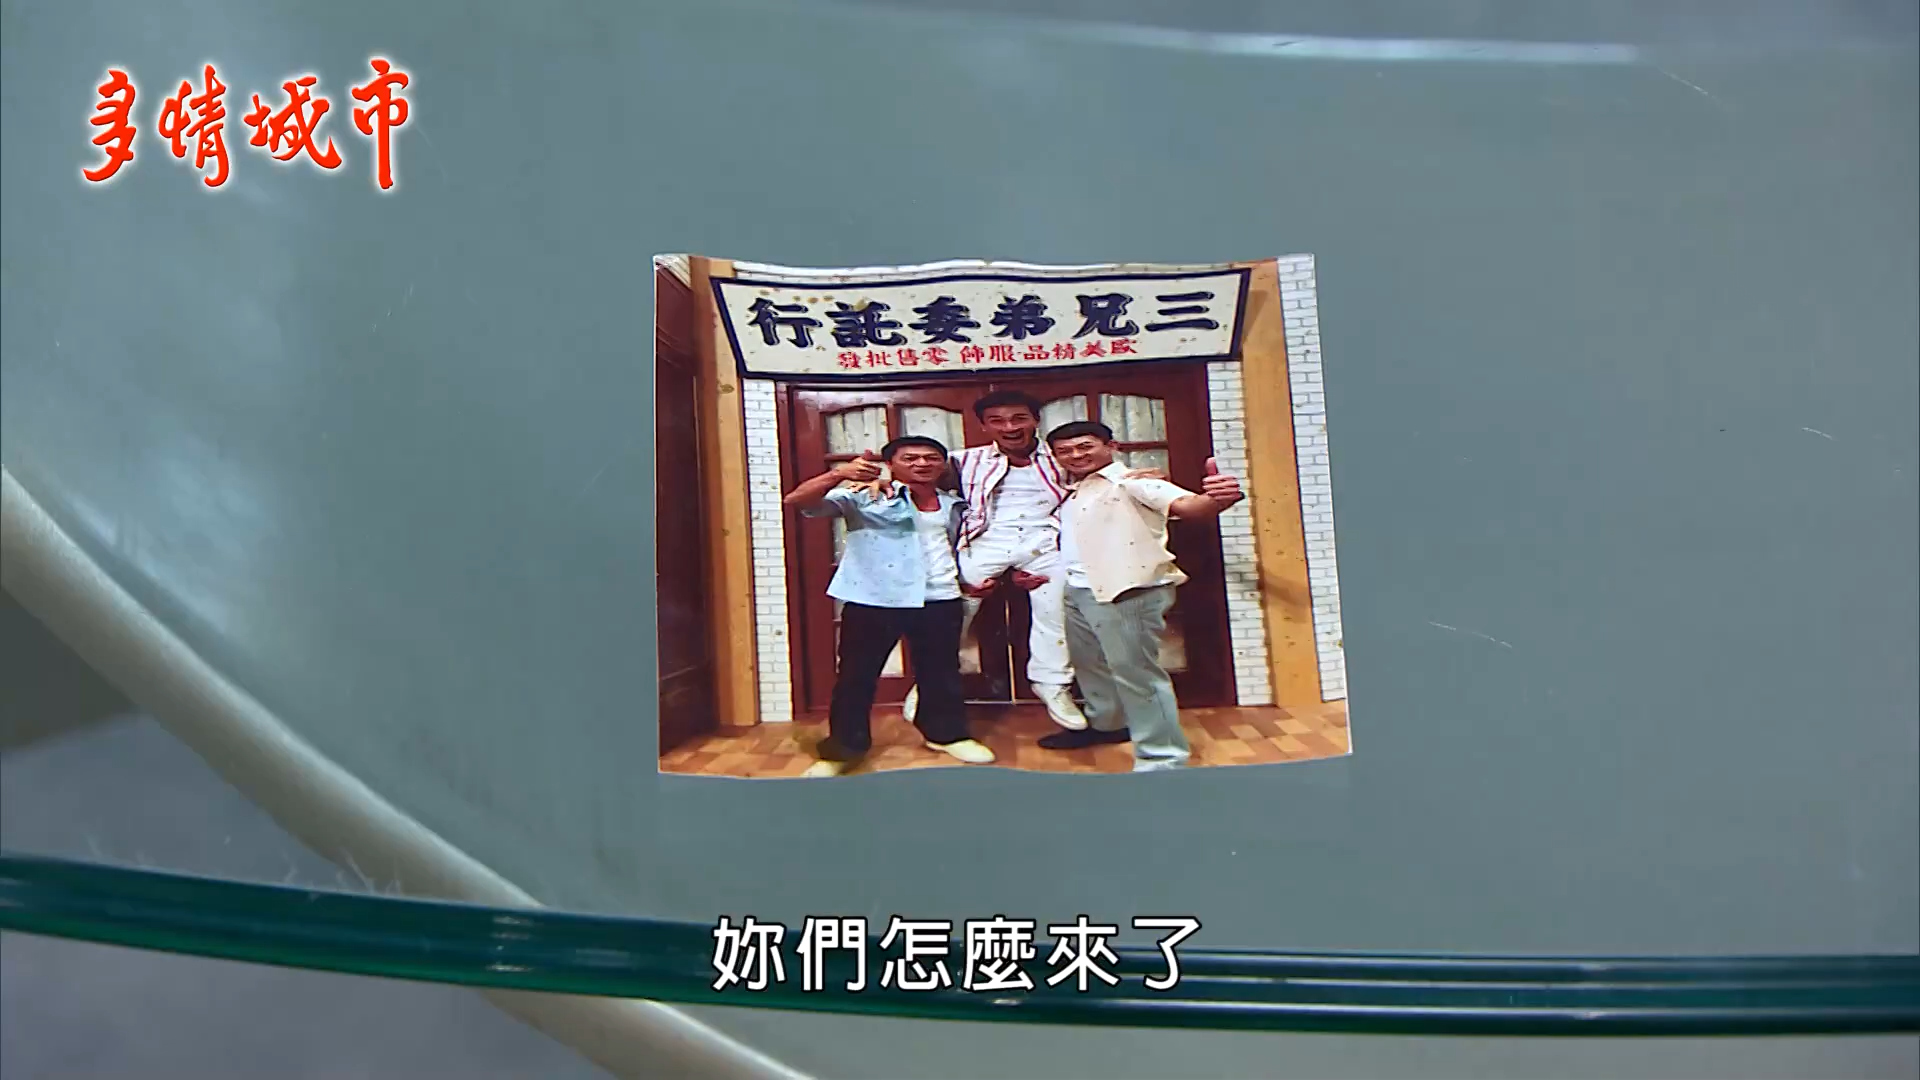 多情城市
三兄弟委託行
歐美精品 服飾 零售批發
妳們怎麼來了